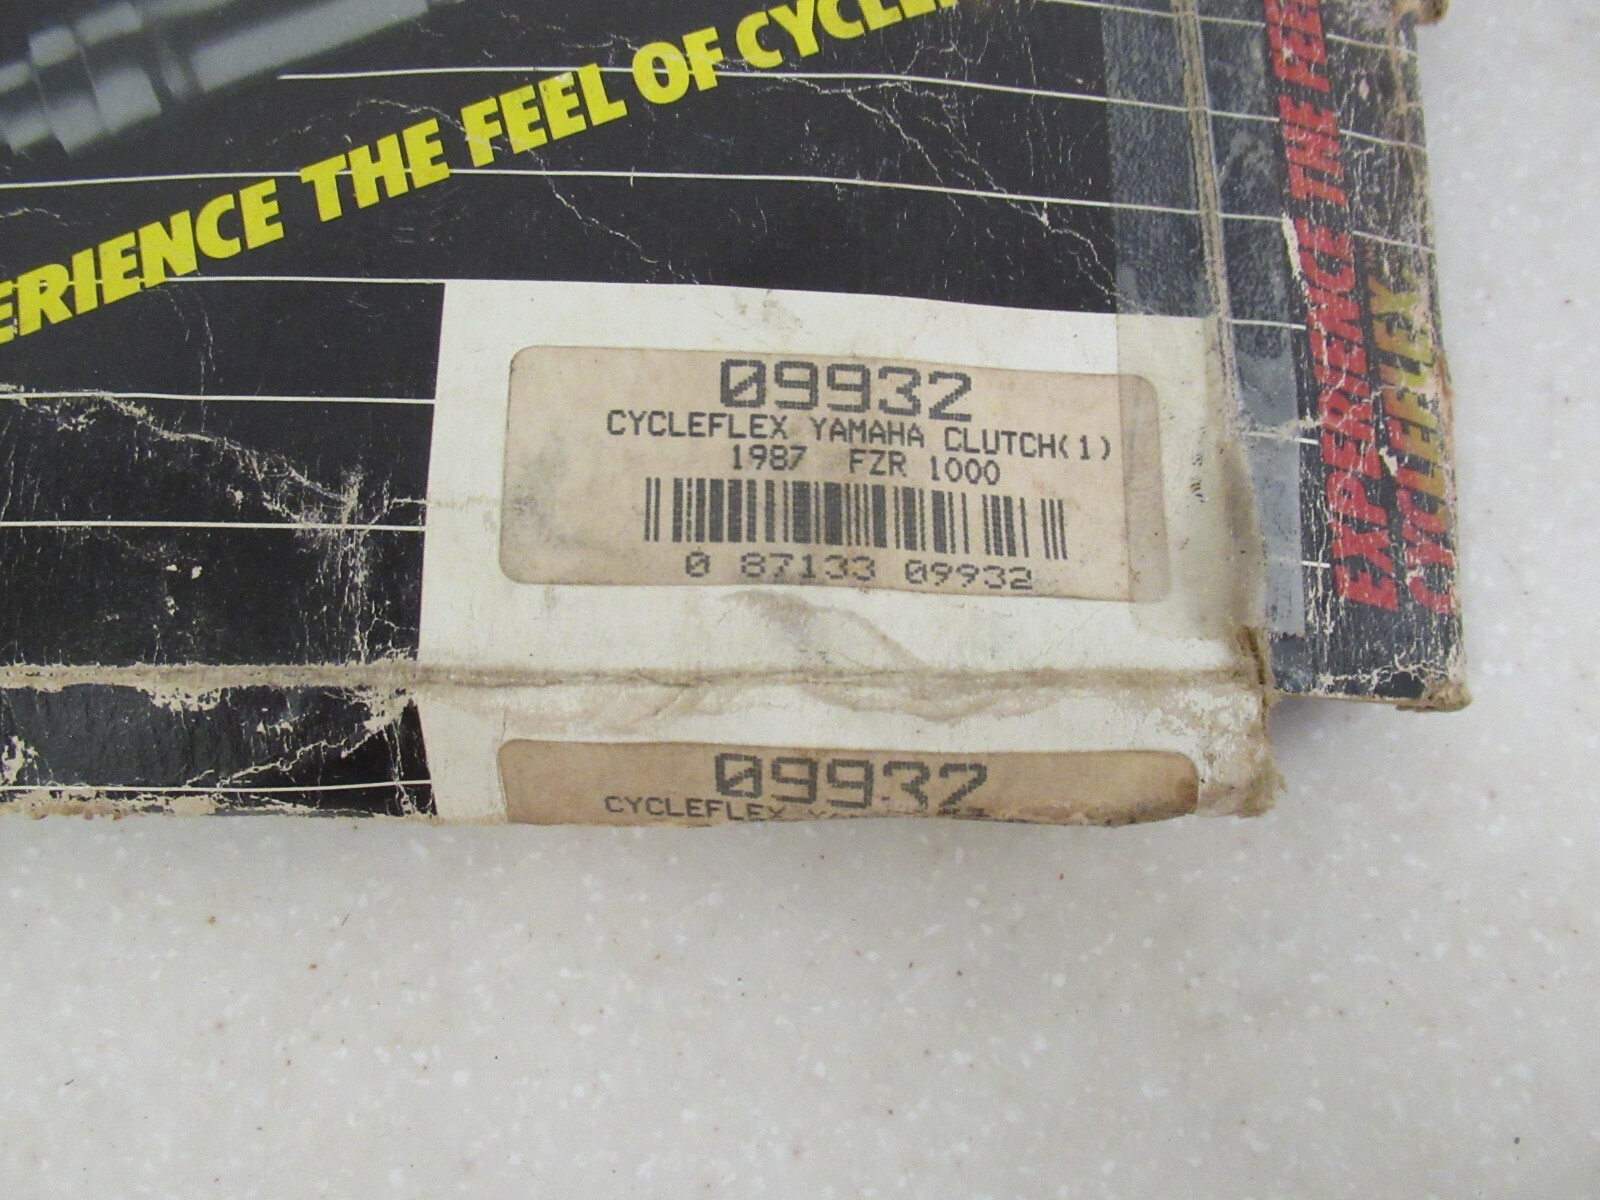 ERIENCE THE FEEL OF CYCLE
EXPERIENCE THE FEE
CYCLEFLEX
09932
CYCLEFLEX YAMAHA CLUTCH(1)
1987 FZR 1000
0 87133 09932
09932
CYCLEFLEX